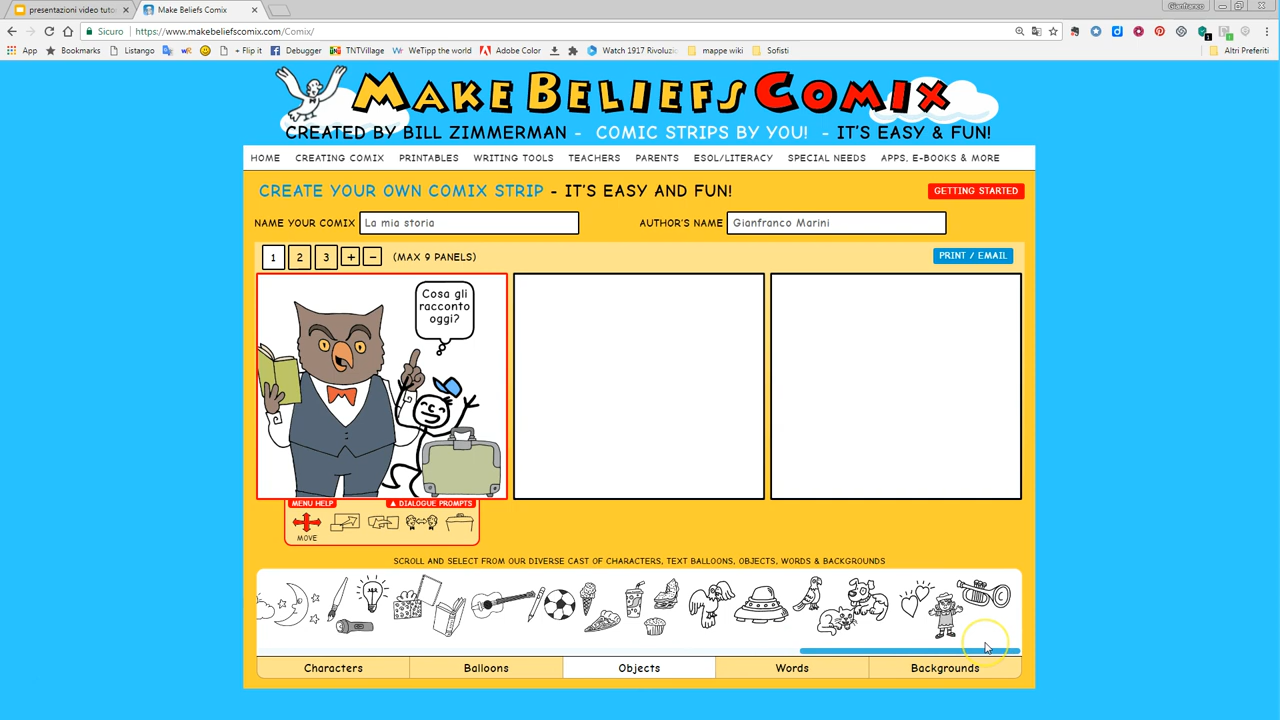 presentazioni video tuto
Make Beliefs Comix
Gianfranco
Sicuro
https://www.makebeliefscomix.com/Comix/
App
Bookmarks
Listango
+ Flip it
Debugger
TNTVillage
WeTipp the world
Adobe Color
Watch 1917 Rivoluzi
mappe wiki
Sofisti
Altri Preferiti
MAKE BELIEFS COMIX
CREATED BY BILL ZIMMERMAN - COMIC STRIPS BY YOU! - IT'S EASY & FUN!
HOME
CREATING COMIX
PRINTABLES
WRITING TOOLS
TEACHERS
PARENTS
ESOL/LITERACY
SPECIAL NEEDS
APPS, E-BOOKS & MORE
CREATE YOUR OWN COMIX STRIP - IT'S EASY AND FUN!
GETTING STARTED
NAME YOUR COMIX
La mia storia
AUTHOR'S NAME
Gianfranco Marini
1
2
3
+
−
(MAX 9 PANELS)
PRINT / EMAIL
Cosa gli
racconto
oggi?
MENU HELP
▲ DIALOGUE PROMPTS
MOVE
SCROLL AND SELECT FROM OUR DIVERSE CAST OF CHARACTERS, TEXT BALLOONS, OBJECTS, WORDS & BACKGROUNDS
Characters
Balloons
Objects
Words
Backgrounds